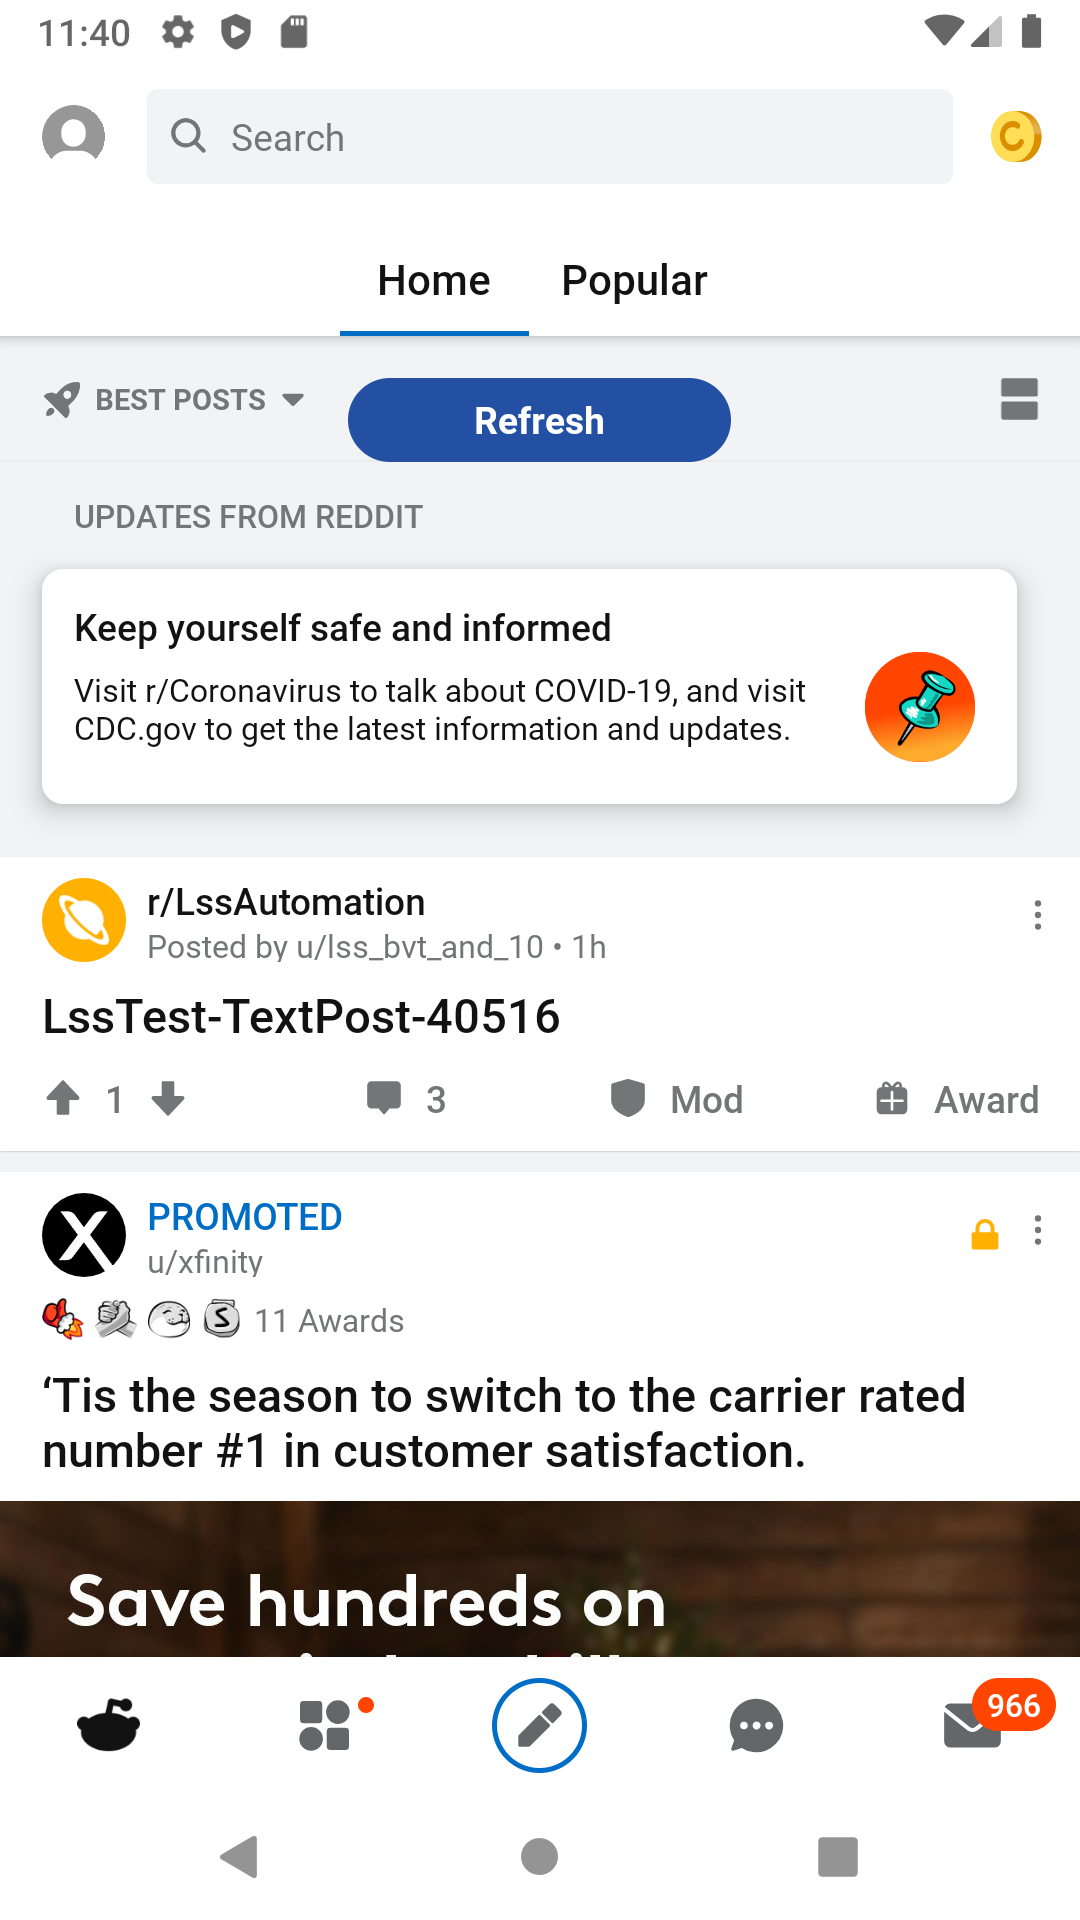 11:40
Search
Home Popular
BEST POSTS
Refresh
UPDATES FROM REDDIT
Keep yourself safe and informed
Visit r/Coronavirus to talk about COVID-19, and visit
CDC.gov to get the latest information and updates.
r/LssAutomation
Posted by u/lss_bvt_and_10 • 1h
LssTest-TextPost-40516
1 3 Mod Award
PROMOTED
u/xfinity
11 Awards
‘Tis the season to switch to the carrier rated
number #1 in customer satisfaction.
Save hundreds on
966